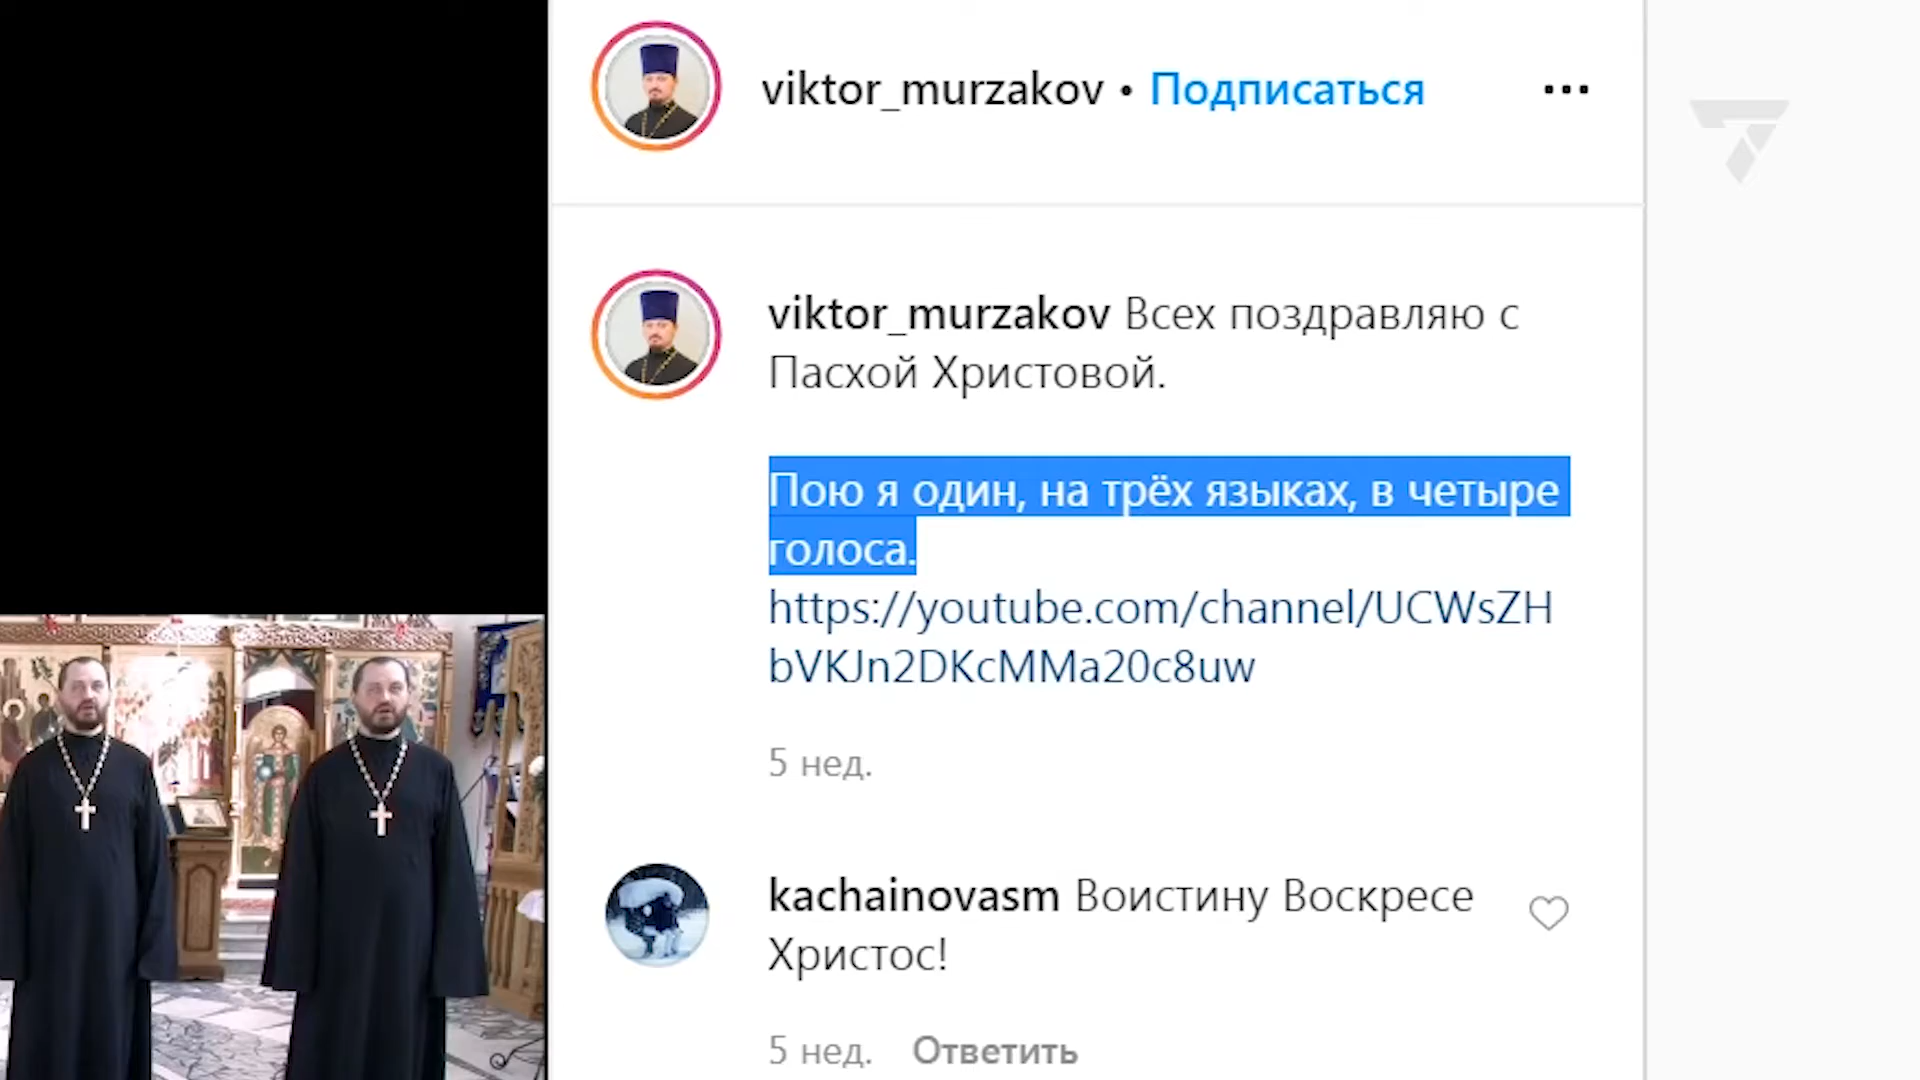 viktor_murzakov • Подписаться
viktor_murzakov Всех поздравляю с
Пасхой Христовой.
Пою я один, на трёх языках, в четыре
голоса.
https://youtube.com/channel/UCWsZH
bVKJn2DKcMMa20c8uw
5 нед.
kachainovasm Воистину Воскресе
Христос!
5 нед. Ответить